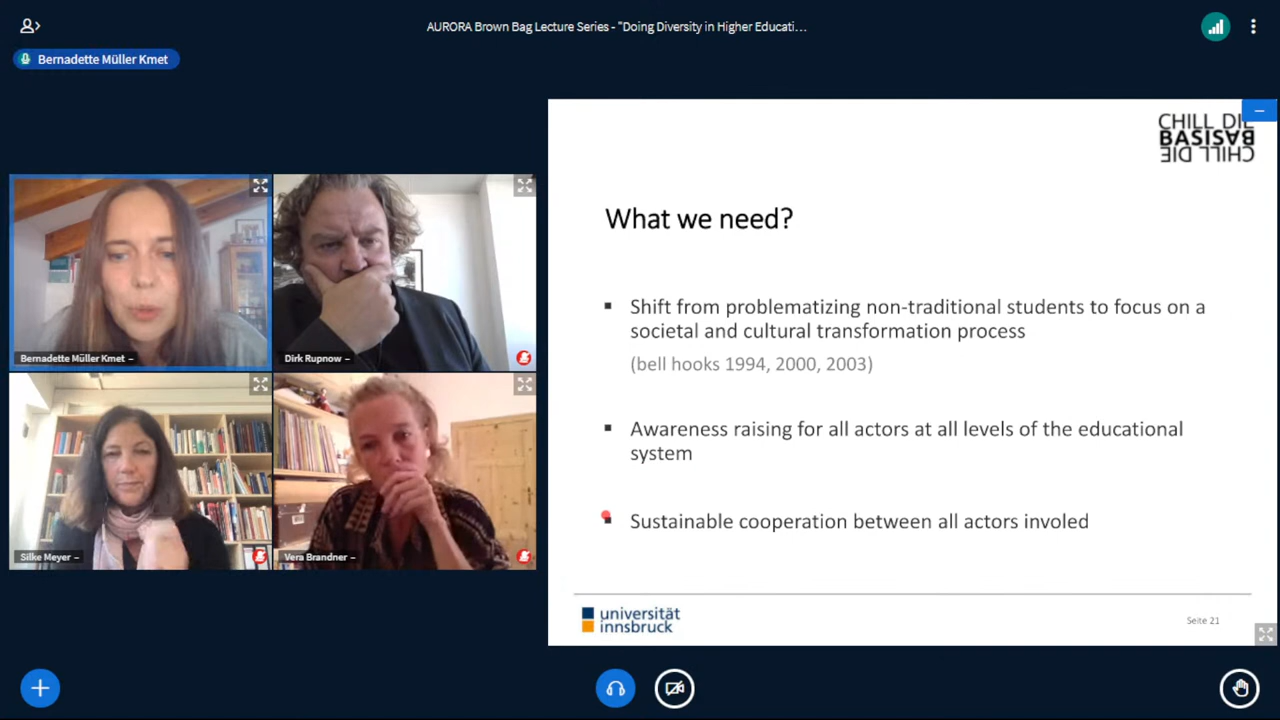 AURORA Brown Bag Lecture Series - "Doing Diversity in Higher Educati...
Bernadette Müller Kmet
Bernadette Müller Kmet
Dirk Rupnow
Silke Meyer
Vera Brandner
CHILL DIE
BASIS
CHILL DIE
What we need?
Shift from problematizing non-traditional students to focus on a
societal and cultural transformation process
(bell hooks 1994, 2000, 2003)
Awareness raising for all actors at all levels of the educational
system
Sustainable cooperation between all actors involed
universität
innsbruck
Seite 21